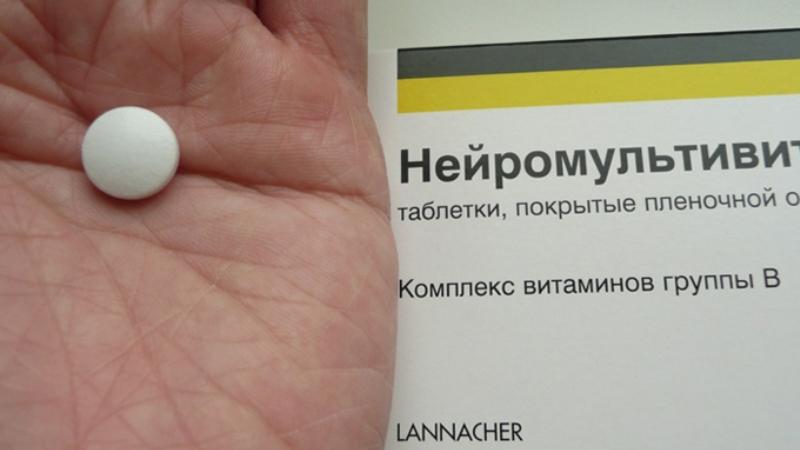 Нейромультивит
таблетки, покрытые пленочной о
Комплекс витаминов группы В
LANNACHER